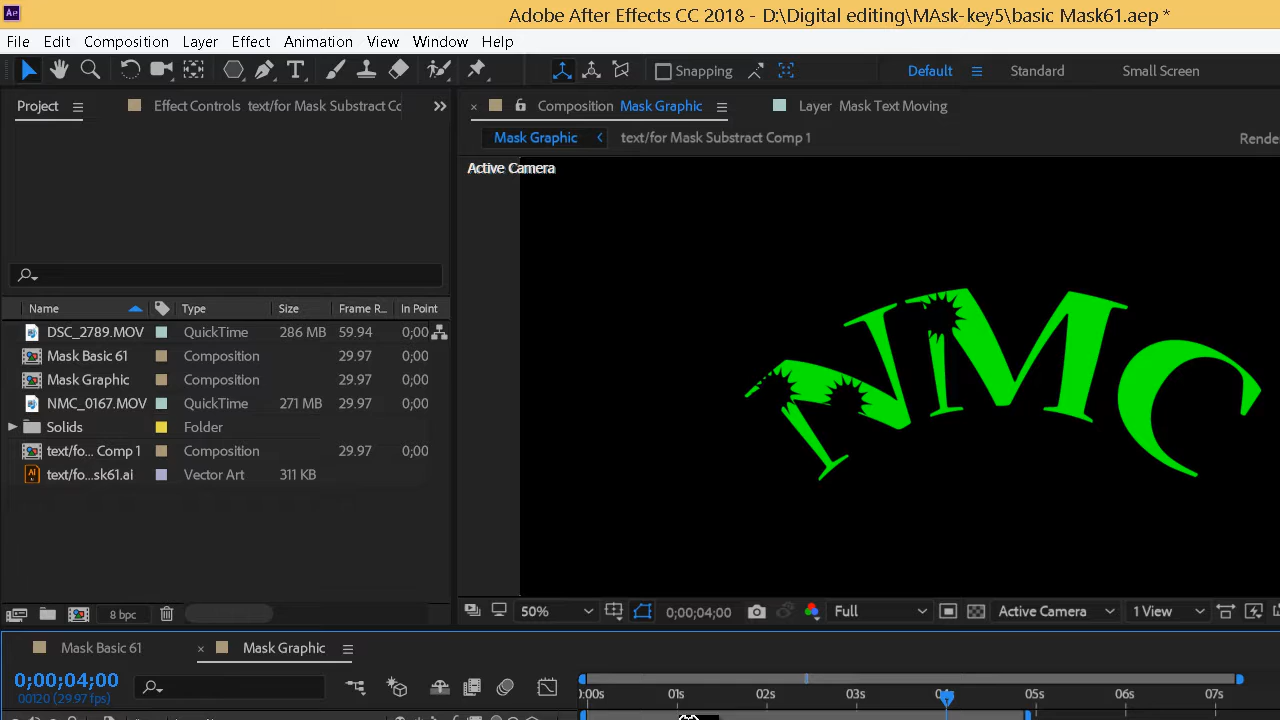 Adobe After Effects CC 2018 - D:\Digital editing\MAsk-key5\basic Mask61.aep *
File Edit Composition Layer Effect Animation View Window Help
Snapping Default Standard Small Screen
Project Effect Controls text/for Mask Substract Cc Composition Mask Graphic Layer Mask Text Moving
Mask Graphic text/for Mask Substract Comp 1 Rende
Active Camera
Name Type Size Frame R... In Point
DSC_2789.MOV QuickTime 286 MB 59.94 0;00
Mask Basic 61 Composition 29.97 0;00
Mask Graphic Composition 29.97 0;00
NMC_0167.MOV QuickTime 271 MB 29.97 0;00
Solids Folder
text/fo... Comp 1 Composition 29.97 0;00
text/fo...sk61.ai Vector Art 311 KB
NMC
8 bpc 50% 0;00;04;00 Full Active Camera 1 View
Mask Basic 61 Mask Graphic
0;00;04;00
00120 (29.97 fps)
0:00s 01s 02s 03s 04s 05s 06s 07s